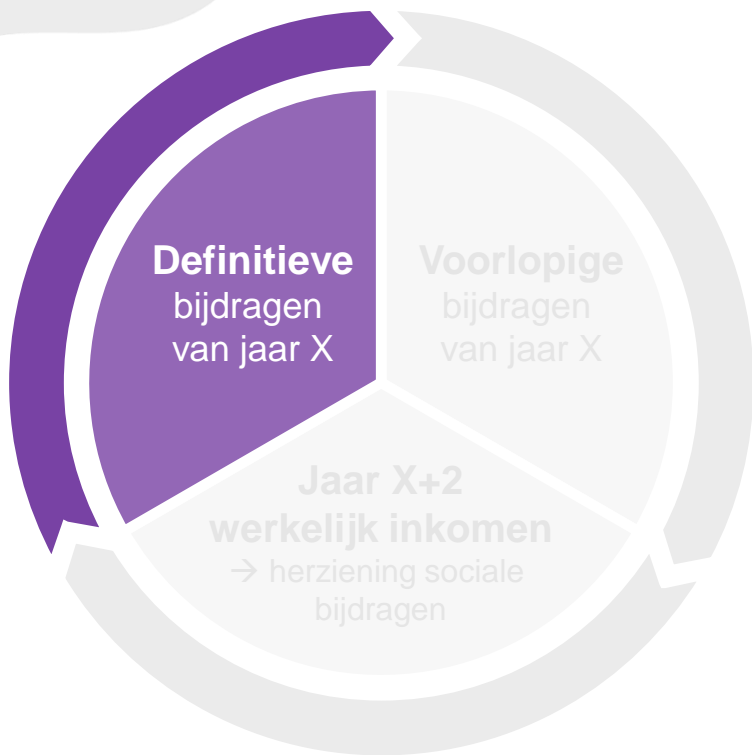 Definitieve
bijdragen
van jaar X
Voorlopige
bijdragen
van jaar X
Jaar X+2
werkelijk inkomen
→ herziening sociale
bijdragen